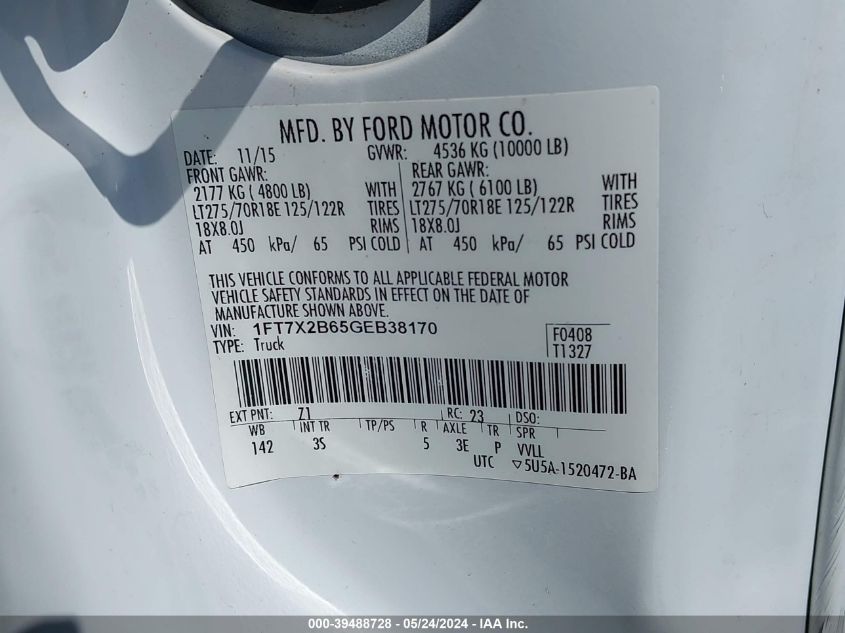 MFD. BY FORD MOTOR CO.
DATE: 11/15 GVWR: 4536 KG (10000 LB)
FRONT GAWR: REAR GAWR:
2177 KG ( 4800 LB) WITH 2767 KG ( 6100 LB) WITH
LT275/70R18E 125/122R TIRES LT275/70R18E 125/122R TIRES
18X8.0J RIMS 18X8.0J RIMS
AT 450 kPa/ 65 PSI COLD AT 450 kPa/ 65 PSI COLD
THIS VEHICLE CONFORMS TO ALL APPLICABLE FEDERAL MOTOR
VEHICLE SAFETY STANDARDS IN EFFECT ON THE DATE OF
MANUFACTURE SHOWN ABOVE.
VIN: 1FT7X2B65GEB38170 F0408
TYPE: Truck T1327
EXT PNT: Z1 RC: 23 DSO:
WB INT TR TP/PS R AXLE TR SPR
142 3S 5 3E P VVLL
UTC ▽5U5A-1520472-BA
000-39488728 - 05/24/2024 - IAA Inc.